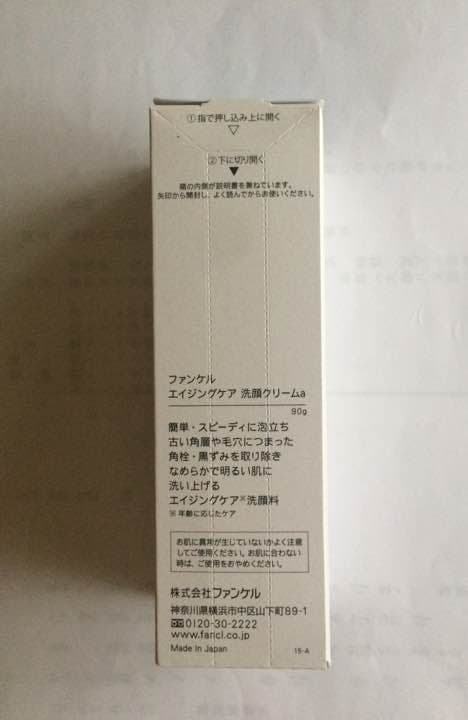 ①指で押し込み上に開く
▽
②下に切り開く
▼
箱の内側が説明書を兼ねています。
矢印から開封し、よく読んでからお使いください。
ファンケル
エイジングケア 洗顔クリームa
90g
簡単・スピーディに泡立ち
古い角層や毛穴につまった
角栓・黒ずみを取り除き
なめらかで明るい肌に
洗い上げる
エイジングケア※洗顔料
※ 年齢に応じたケア
お肌に異常が生じていないかよく注意
してご使用ください。お肌に合わない
時は、ご使用をおやめください。
株式会社ファンケル
神奈川県横浜市中区山下町89-1
0120-30-2222
www.fancl.co.jp
Made In Japan 15-A